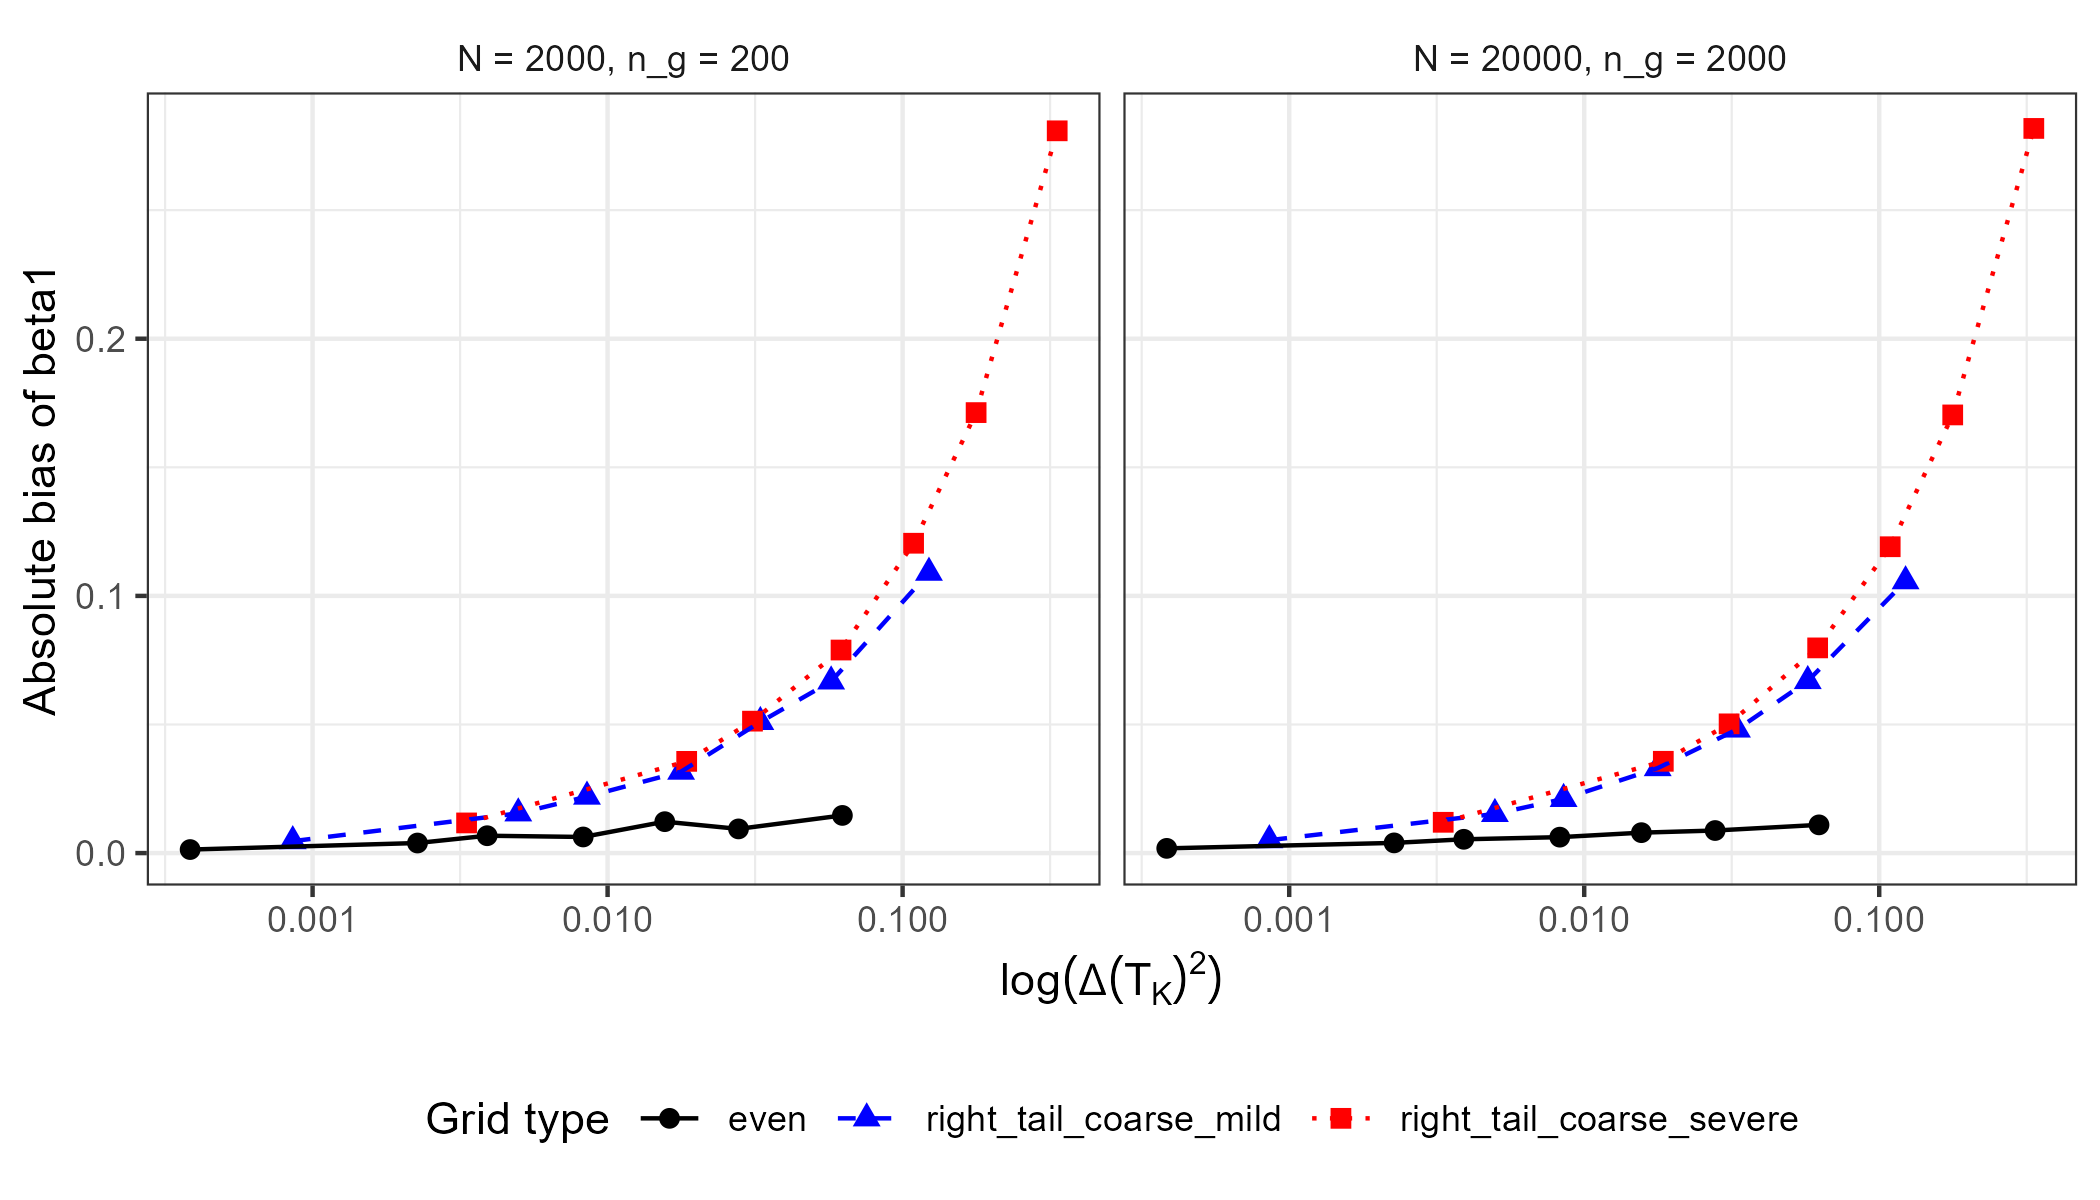 N = 2000, n_g = 200
N = 20000, n_g = 2000
Absolute bias of beta1
0.2
0.1
0.0
0.001 0.010 0.100
0.001 0.010 0.100
log(Δ(T_K)^2)
Grid type even right_tail_coarse_mild right_tail_coarse_severe